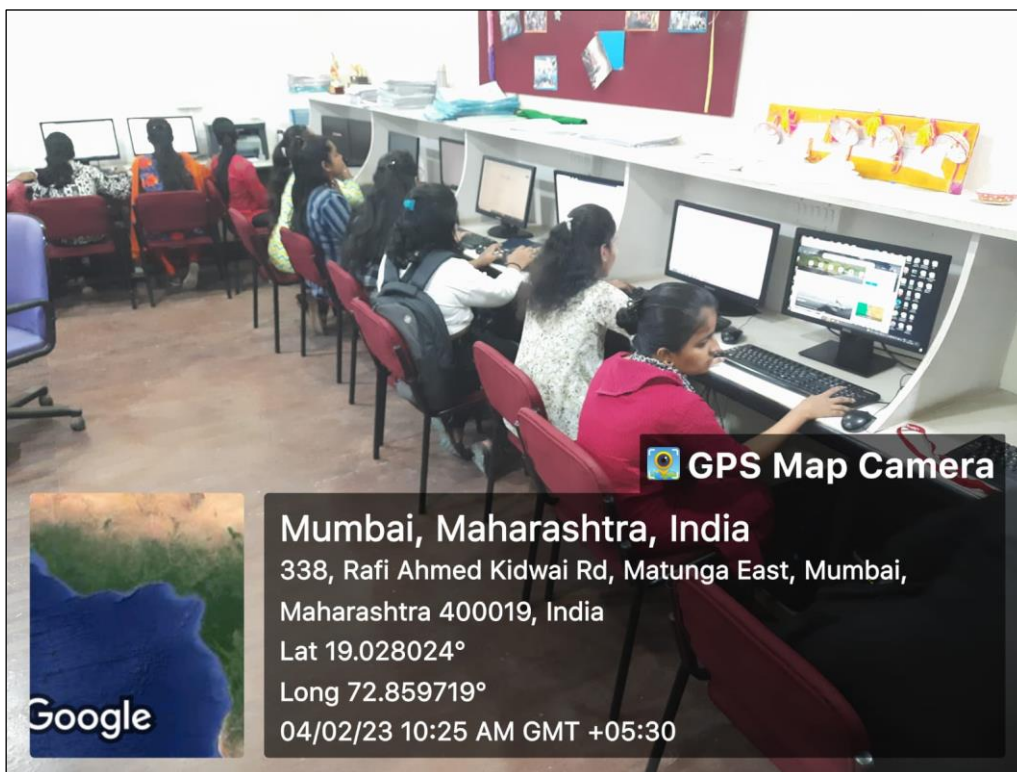 GPS Map Camera
Mumbai, Maharashtra, India
338, Rafi Ahmed Kidwai Rd, Matunga East, Mumbai,
Maharashtra 400019, India
Lat 19.028024°
Long 72.859719°
04/02/23 10:25 AM GMT +05:30
Google